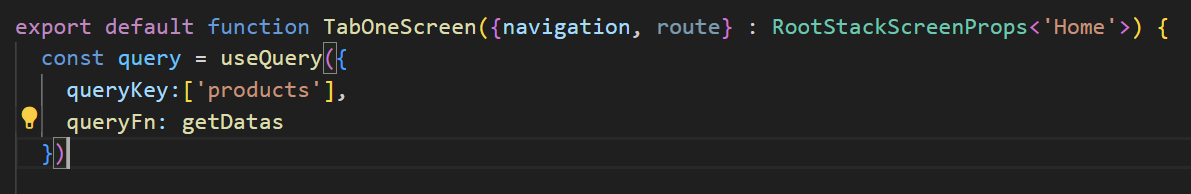 export default function TabOneScreen({navigation, route} : RootStackScreenProps<'Home'>) {
  const query = useQuery({
    queryKey:['products'],
    queryFn: getDatas
  })